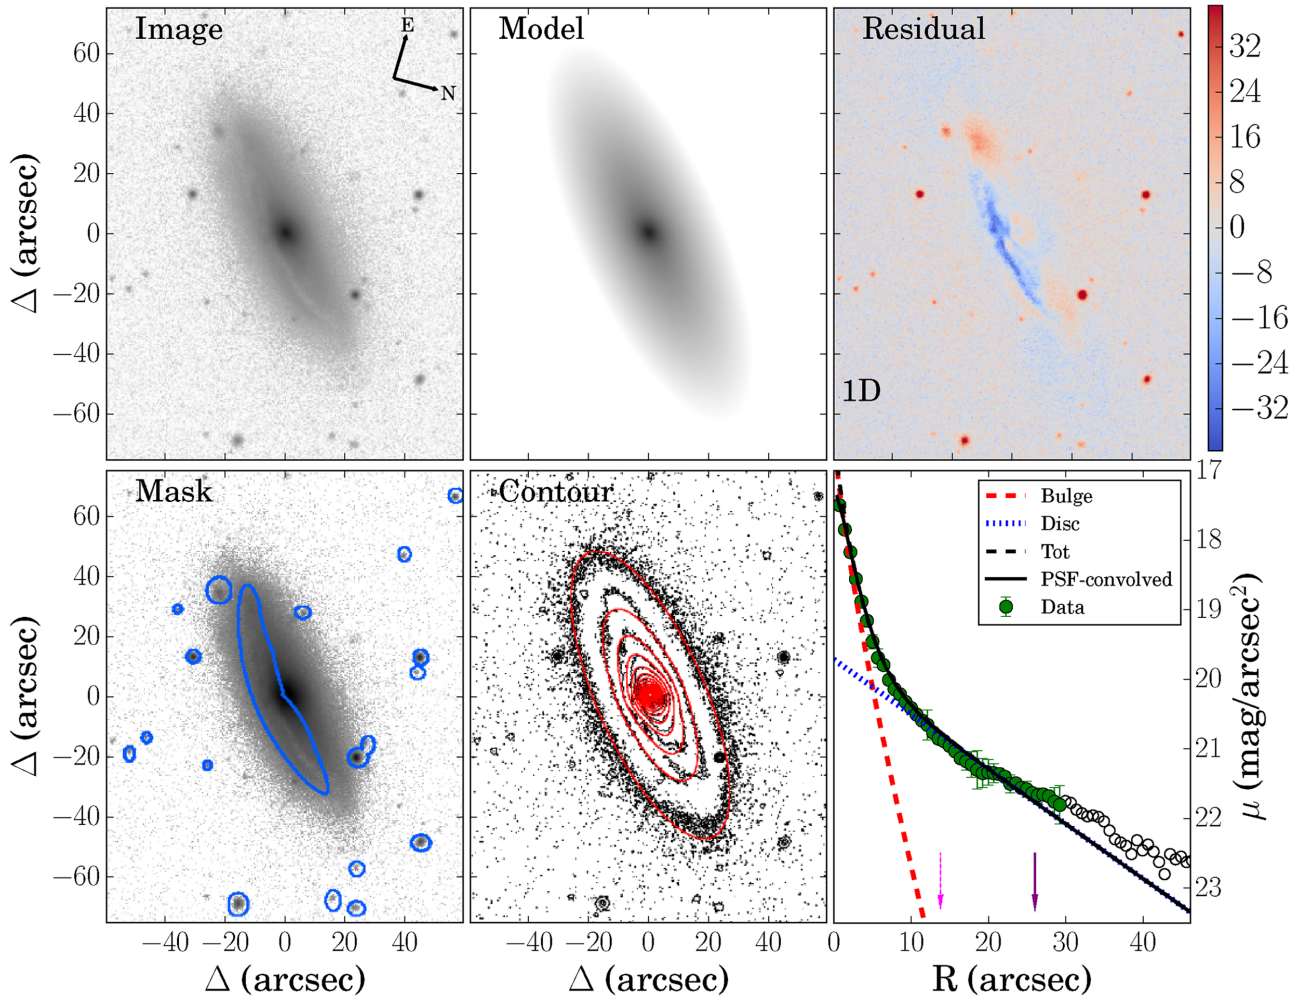 Image
E
N
Model
Residual
1D
60
40
20
0
−20
−40
−60
Δ (arcsec)
32
24
16
8
0
−8
−16
−24
−32
Mask
Contour
Bulge
Disc
Tot
PSF-convolved
Data
60
40
20
0
−20
−40
−60
Δ (arcsec)
17
18
19
20
21
22
23
μ (mag/arcsec²)
−40 −20 0 20 40
Δ (arcsec)
−40 −20 0 20 40
Δ (arcsec)
0 10 20 30 40
R (arcsec)